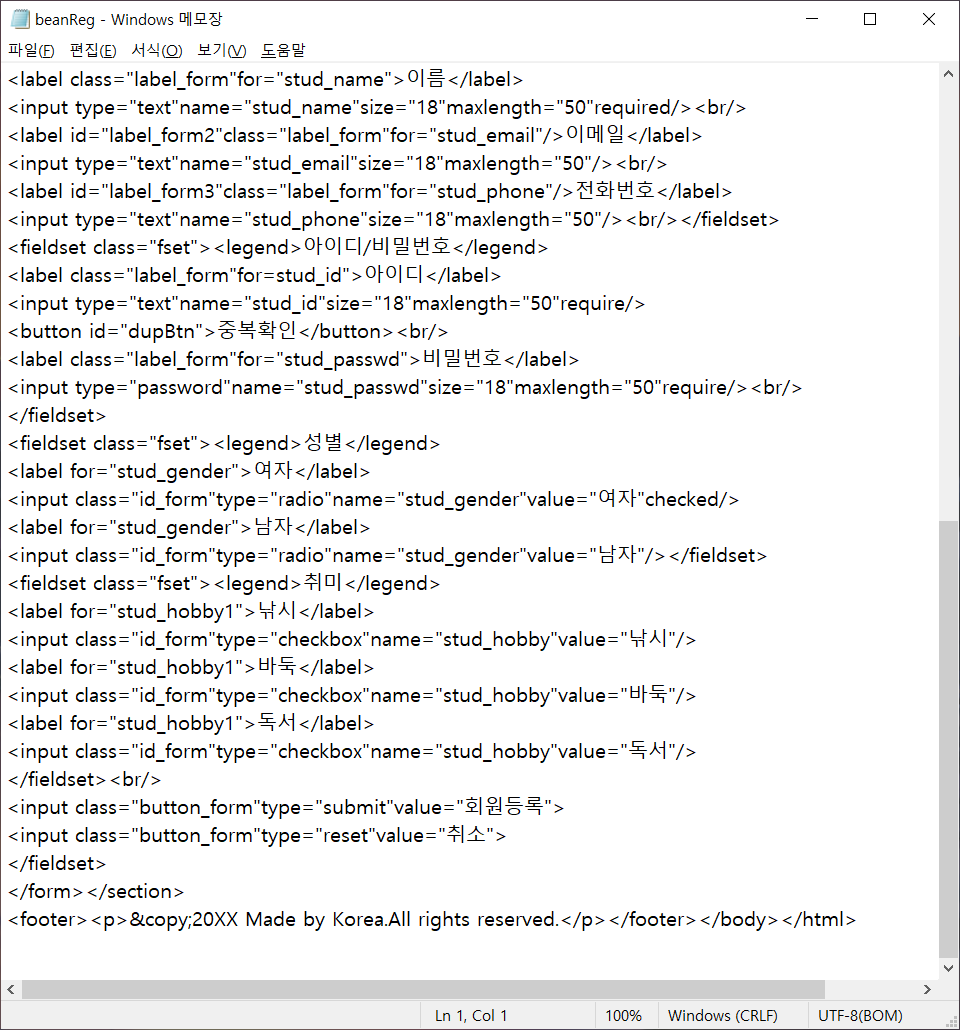 beanReg - Windows 메모장
파일(F) 편집(E) 서식(O) 보기(V) 도움말
<label class="label_form"for="stud_name">이름</label>
<input type="text"name="stud_name"size="18"maxlength="50"required/><br/>
<label id="label_form2"class="label_form"for="stud_email"/>이메일</label>
<input type="text"name="stud_email"size="18"maxlength="50"/><br/>
<label id="label_form3"class="label_form"for="stud_phone"/>전화번호</label>
<input type="text"name="stud_phone"size="18"maxlength="50"/><br/></fieldset>
<fieldset class="fset"><legend>아이디/비밀번호</legend>
<label class="label_form"for=stud_id">아이디</label>
<input type="text"name="stud_id"size="18"maxlength="50"require/>
<button id="dupBtn">중복확인</button><br/>
<label class="label_form"for="stud_passwd">비밀번호</label>
<input type="password"name="stud_passwd"size="18"maxlength="50"require/><br/>
</fieldset>
<fieldset class="fset"><legend>성별</legend>
<label for="stud_gender">여자</label>
<input class="id_form"type="radio"name="stud_gender"value="여자"checked/>
<label for="stud_gender">남자</label>
<input class="id_form"type="radio"name="stud_gender"value="남자"/></fieldset>
<fieldset class="fset"><legend>취미</legend>
<label for="stud_hobby1">낚시</label>
<input class="id_form"type="checkbox"name="stud_hobby"value="낚시"/>
<label for="stud_hobby1">바둑</label>
<input class="id_form"type="checkbox"name="stud_hobby"value="바둑"/>
<label for="stud_hobby1">독서</label>
<input class="id_form"type="checkbox"name="stud_hobby"value="독서"/>
</fieldset><br/>
<input class="button_form"type="submit"value="회원등록">
<input class="button_form"type="reset"value="취소">
</fieldset>
</form></section>
<footer><p>&copy;20XX Made by Korea.All rights reserved.</p></footer></body></html>
Ln 1, Col 1 100% Windows (CRLF) UTF-8(BOM)